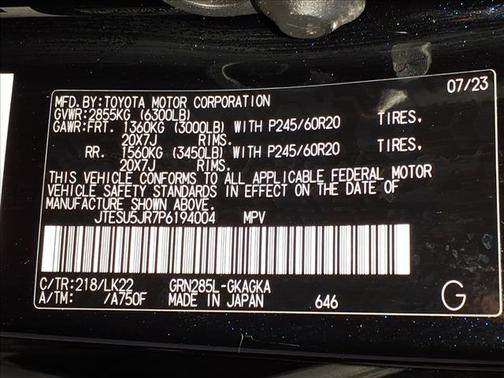 07/23
MFD.BY:TOYOTA MOTOR CORPORATION
GVWR:2855KG (6300LB)
GAWR:FRT. 1360KG (3000LB) WITH P245/60R20 TIRES.
20X7J RIMS.
RR. 1560KG (3450LB) WITH P245/60R20 TIRES.
20X7J RIMS.
THIS VEHICLE CONFORMS TO ALL APPLICABLE FEDERAL MOTOR
VEHICLE SAFETY STANDARDS IN EFFECT ON THE DATE OF
MANUFACTURE SHOWN ABOVE.
JTESU5JR7P6194004 MPV
C/TR:218/LK22 GRN285L-GKAGKA
A/TM: /A750F MADE IN JAPAN 646 G